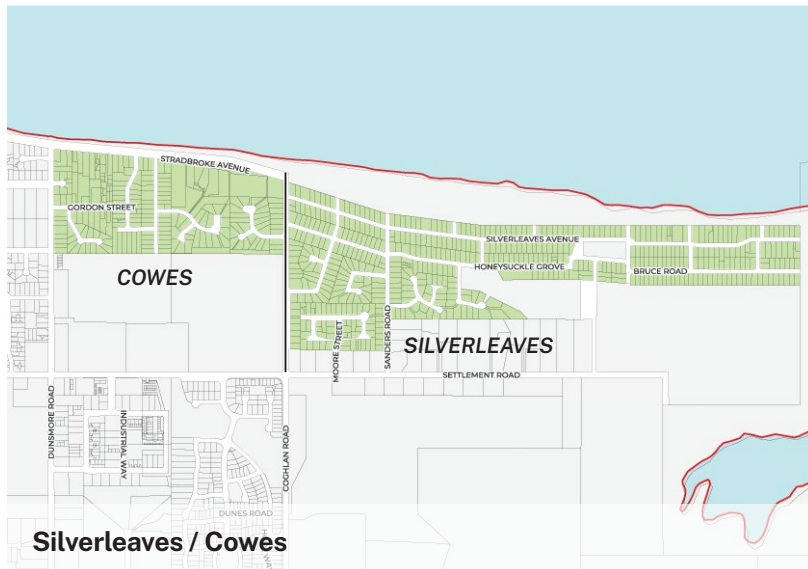 STRADBROKE AVENUE
GORDON STREET
SILVERLEAVES AVENUE
HONEYSUCKLE GROVE
BRUCE ROAD
COWES
MOORE STREET
SANDERS ROAD
SILVERLEAVES
SETTLEMENT ROAD
DUNSMORE ROAD
INDUSTRIAL WAY
COGHLAN ROAD
DUNES ROAD
Silverleaves / Cowes